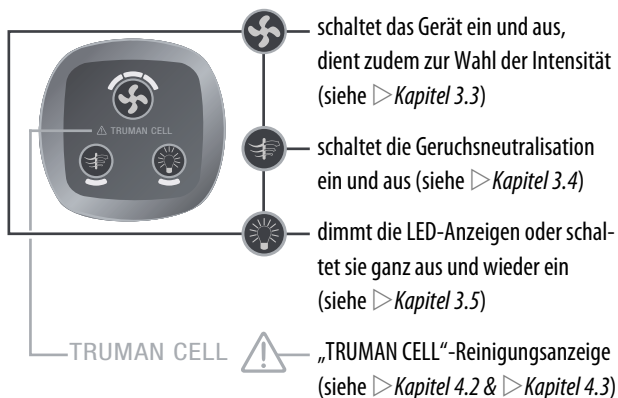 schaltet das Gerät ein und aus,
dient zudem zur Wahl der Intensität
(siehe ▷Kapitel 3.3)
TRUMAN CELL
schaltet die Geruchsneutralisation
ein und aus (siehe ▷Kapitel 3.4)
dimmt die LED-Anzeigen oder schal-
tet sie ganz aus und wieder ein
(siehe ▷Kapitel 3.5)
TRUMAN CELL
„TRUMAN CELL“-Reinigungsanzeige
(siehe ▷Kapitel 4.2 & ▷Kapitel 4.3)